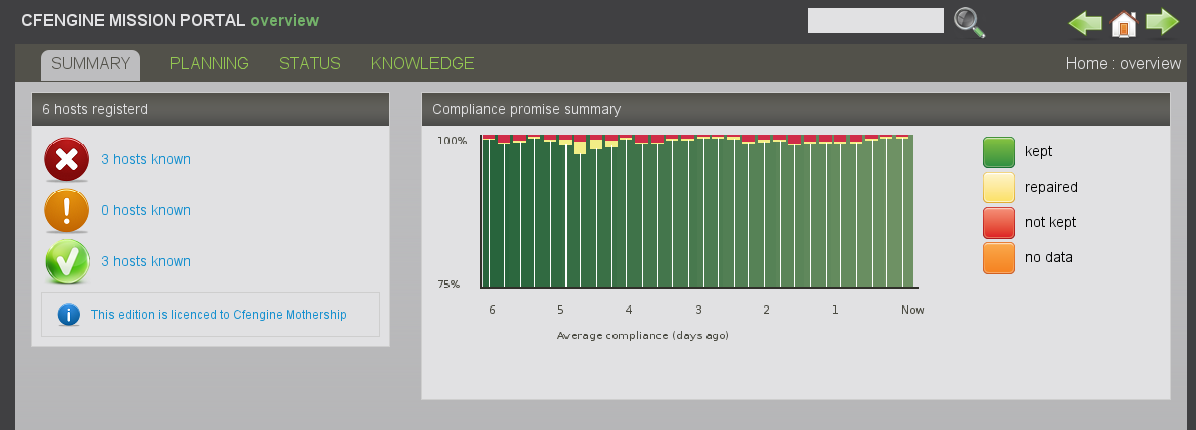 CFENGINE MISSION PORTAL overview
SUMMARY PLANNING STATUS KNOWLEDGE Home : overview
6 hosts registerd
3 hosts known
0 hosts known
3 hosts known
This edition is licenced to Cfengine Mothership
Compliance promise summary
100%
75%
6 5 4 3 2 1 Now
Average compliance (days ago)
kept
repaired
not kept
no data